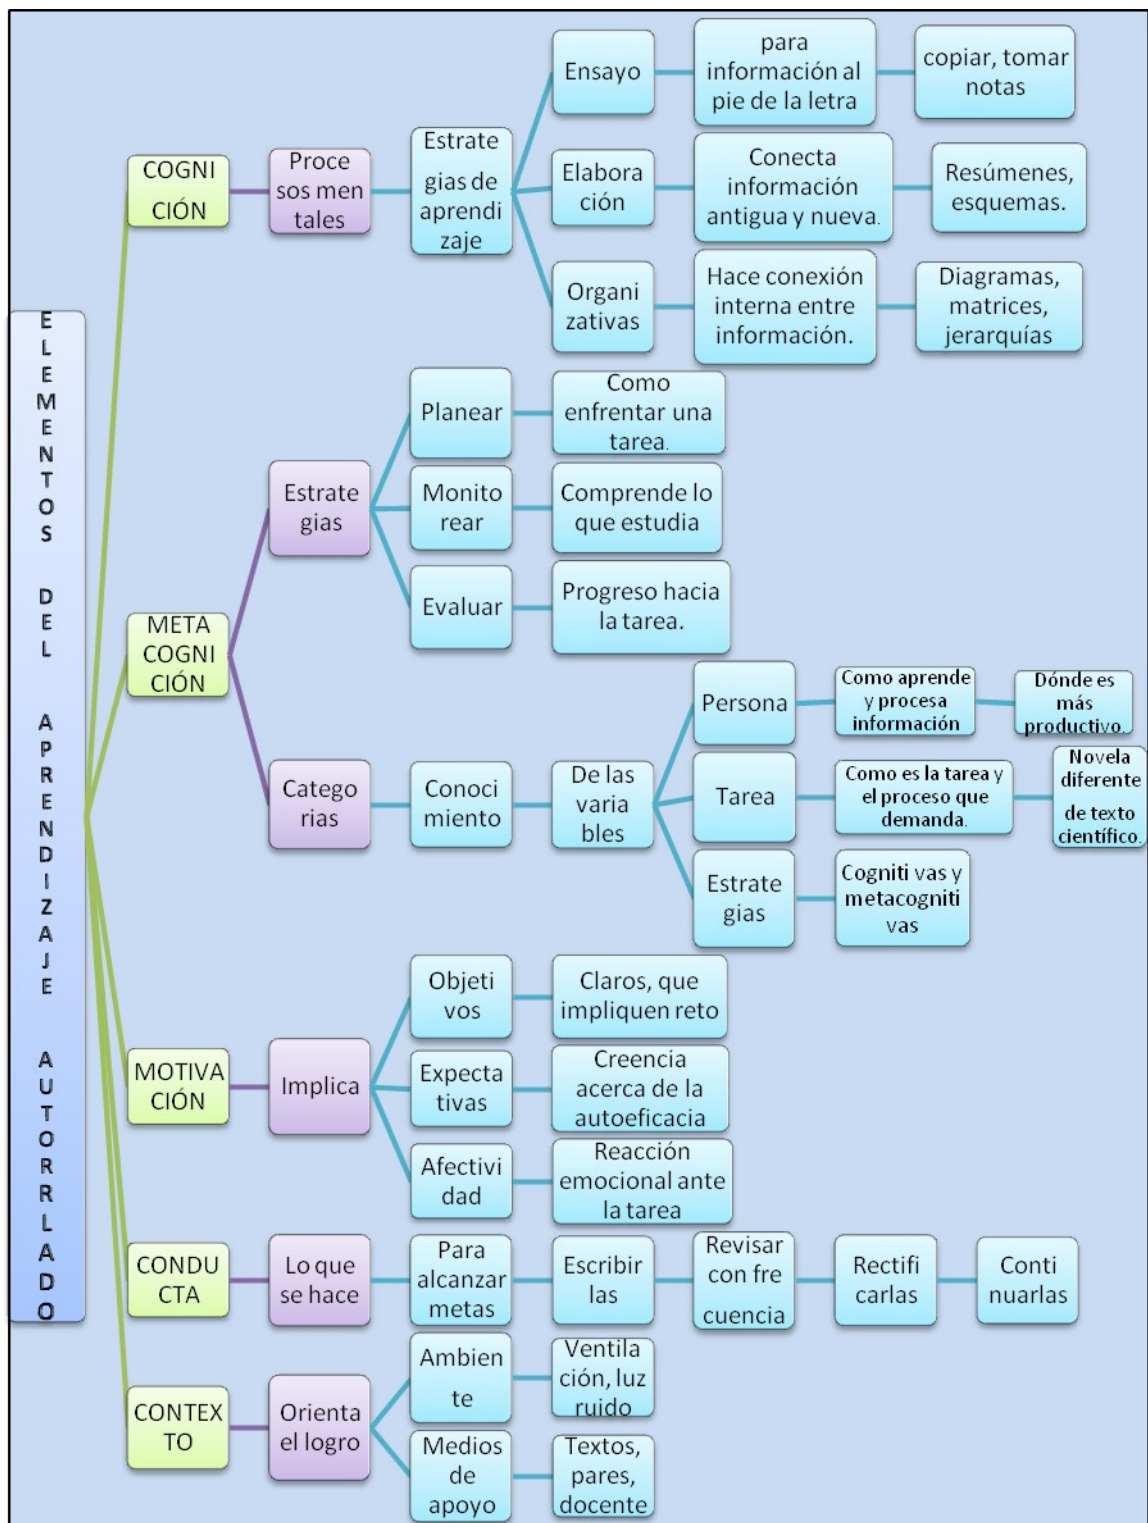 ELEMENTOS DEL APRENDIZAJE AUTORRLADO
COGNI
CIÓN
Proce
sos men
tales
Estrate
gias de
aprendi
zaje
Ensayo
para
información al
pie de la letra
copiar, tomar
notas
Elabora
ción
Conecta
información
antigua y nueva.
Resúmenes,
esquemas.
Organi
zativas
Hace conexión
interna entre
información.
Diagramas,
matrices,
jerarquías
META
COGNI
CIÓN
Estrate
gias
Planear
Como
enfrentar una
tarea.
Monito
rear
Comprende lo
que estudia
Evaluar
Progreso hacia
la tarea.
Catego
rias
Conoci
miento
De las
varia
bles
Persona
Como aprende
y procesa
información
Dónde es
más
productivo.
Tarea
Como es la tarea y
el proceso que
demanda.
Novela
diferente
de texto
científico.
Estrate
gias
Cogniti vas y
metacogniti
vas
MOTIVA
CIÓN
Implica
Objeti
vos
Claros, que
impliquen reto
Expecta
tivas
Creencia
acerca de la
autoeficacia
Afectivi
dad
Reacción
emocional ante
la tarea
CONDU
CTA
Lo que
se hace
Para
alcanzar
metas
Escribir
las
Revisar
con fre
cuencia
Rectifi
carlas
Conti
nuarlas
CONTEX
TO
Orienta
el logro
Ambien
te
Ventila
ción, luz
ruido
Medios
de
apoyo
Textos,
pares,
docente